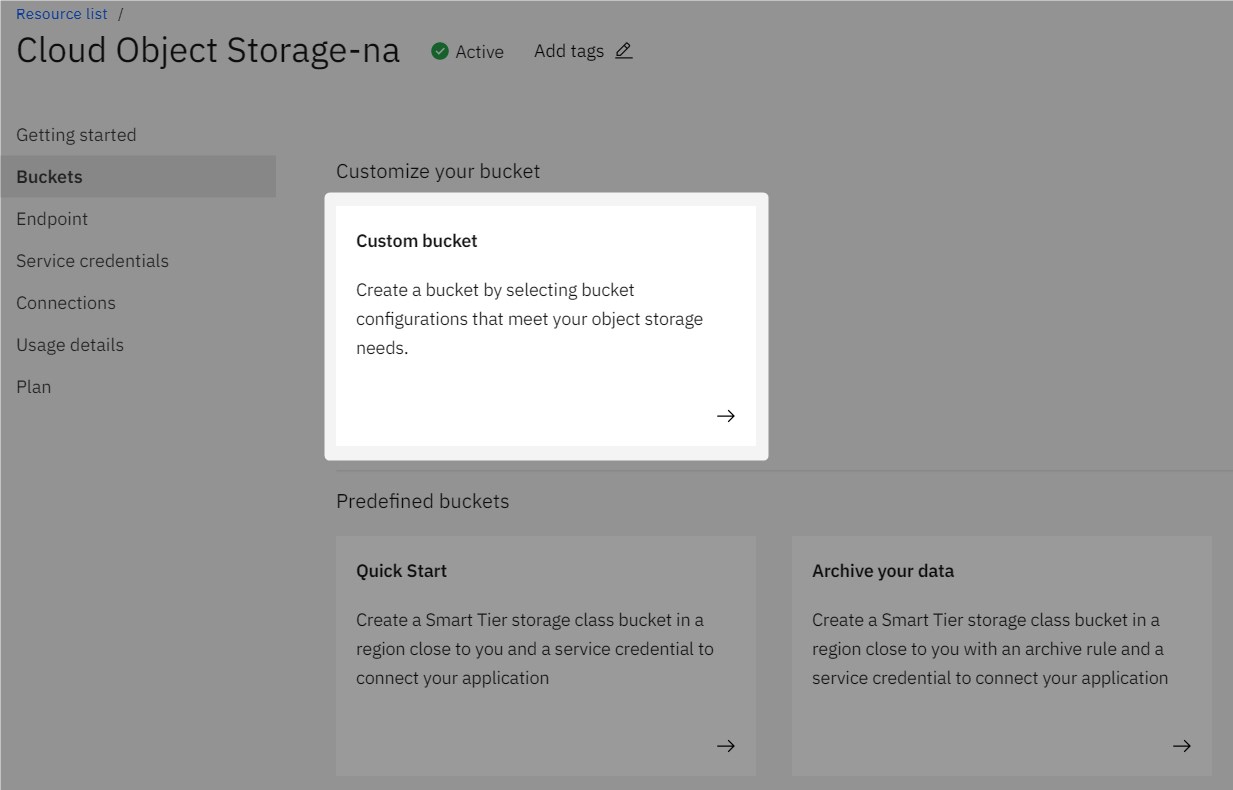 Resource list /
Cloud Object Storage-na Active Add tags
Getting started
Buckets
Endpoint
Service credentials
Connections
Usage details
Plan
Customize your bucket
Custom bucket
Create a bucket by selecting bucket
configurations that meet your object storage
needs.
Predefined buckets
Quick Start
Create a Smart Tier storage class bucket in a
region close to you and a service credential to
connect your application
Archive your data
Create a Smart Tier storage class bucket in a
region close to you with an archive rule and a
service credential to connect your application